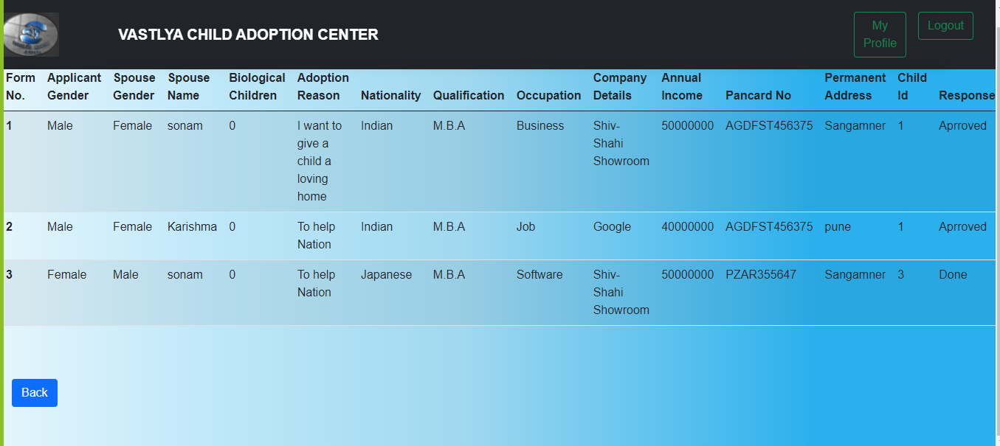 VASTLYA CHILD ADOPTION CENTER
My
Profile
Logout
Form Applicant Spouse Spouse Biological Adoption Company Annual Permanent Child
No. Gender Gender Name Children Reason Nationality Qualification Occupation Details Income Pancard No Address Id Response
1 Male Female sonam 0 I want to Indian M.B.A Business Shiv- 50000000 AGDFST456375 Sangamner 1 Aprroved
give a Shahi
child a Showroom
loving
home
2 Male Female Karishma 0 To help Indian M.B.A Job Google 40000000 AGDFST456375 pune 1 Aprroved
Nation
3 Female Male sonam 0 To help Japanese M.B.A Software Shiv- 50000000 PZAR355647 Sangamner 3 Done
Nation Shahi
Showroom
Back